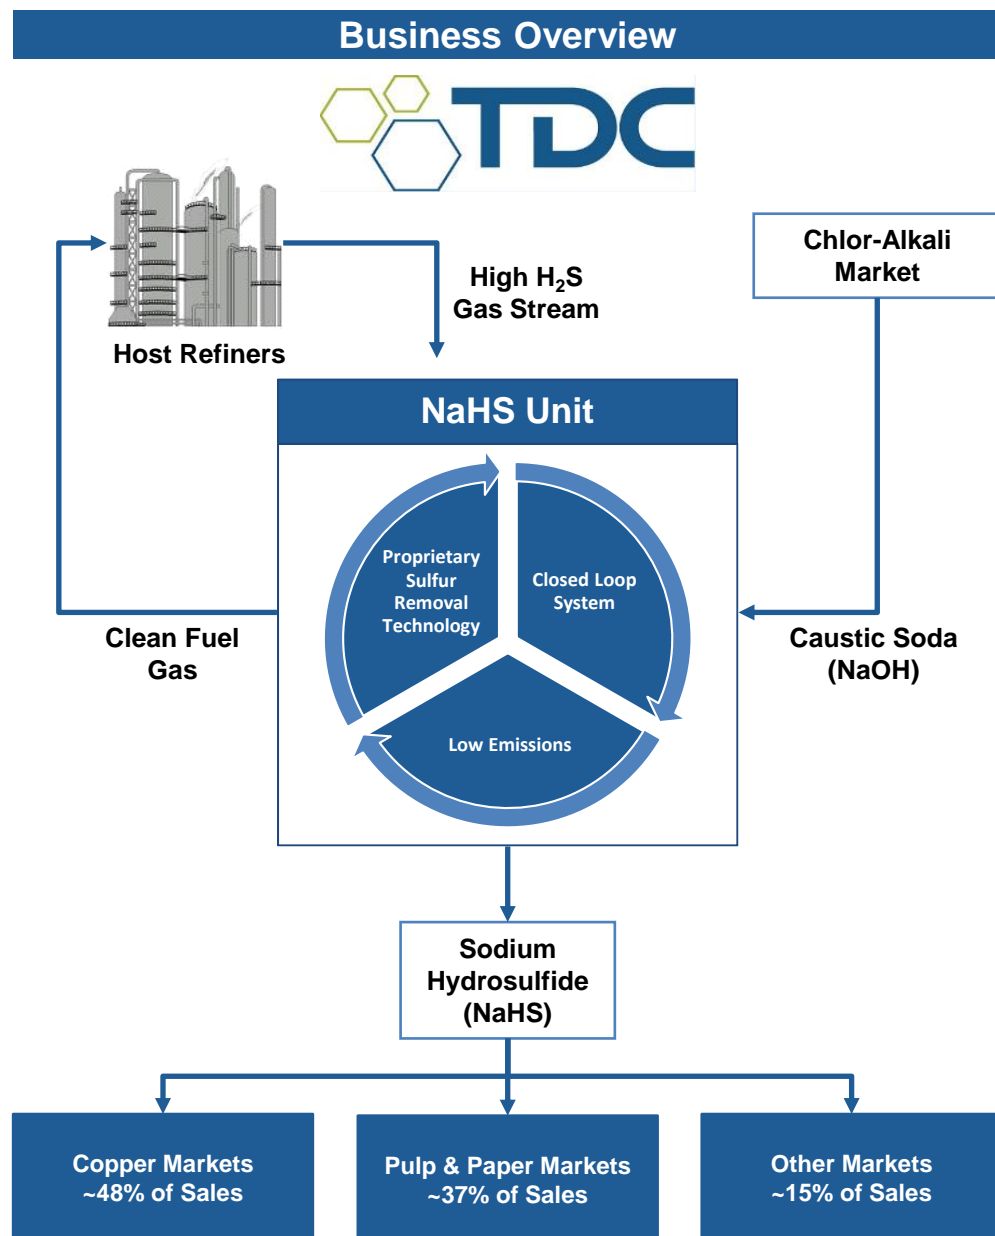 Business Overview
TDC
High H₂S
Gas Stream
Chlor-Alkali
Market
Host Refiners
NaHS Unit
Proprietary
Sulfur
Removal
Technology
Closed Loop
System
Low Emissions
Clean Fuel
Gas
Caustic Soda
(NaOH)
Sodium
Hydrosulfide
(NaHS)
Copper Markets
~48% of Sales
Pulp & Paper Markets
~37% of Sales
Other Markets
~15% of Sales